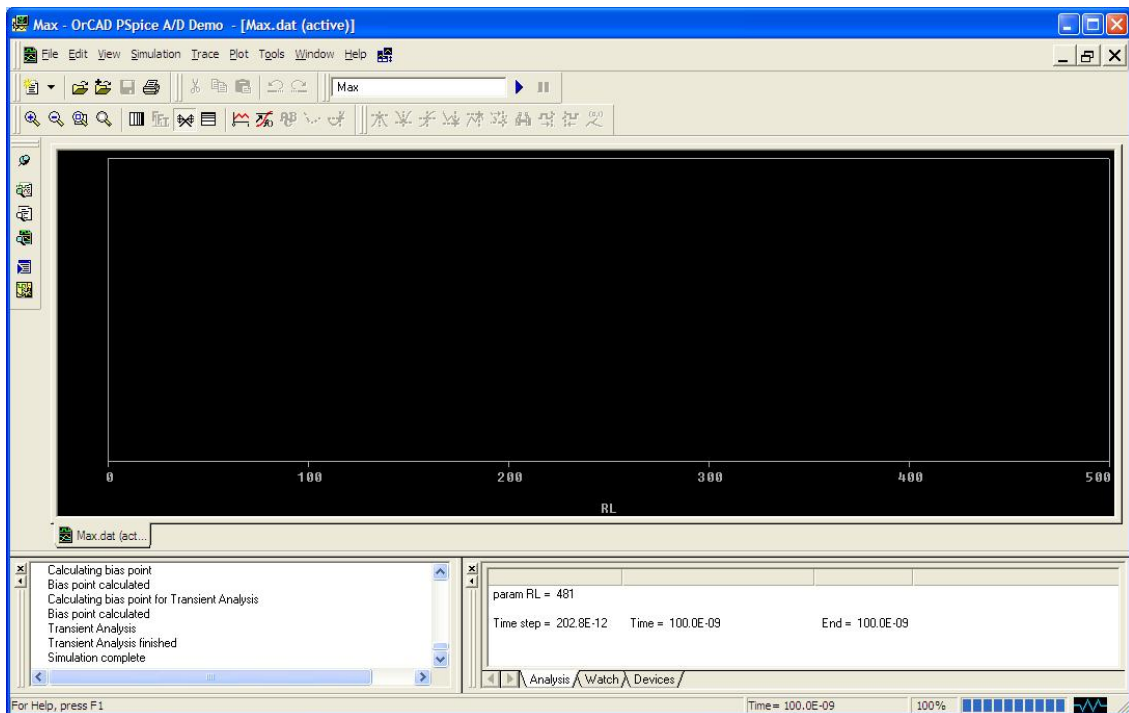 Max - OrCAD PSpice A/D Demo - [Max.dat (active)]
File Edit View Simulation Trace Plot Tools Window Help
Max
0 100 200 300 400 500
RL
Max.dat (act...
Calculating bias point
Bias point calculated
Calculating bias point for Transient Analysis
Bias point calculated
Transient Analysis
Transient Analysis finished
Simulation complete
param RL = 481
Time step = 202.8E-12 Time = 100.0E-09 End = 100.0E-09
Analysis Watch Devices
For Help, press F1 Time= 100.0E-09 100%